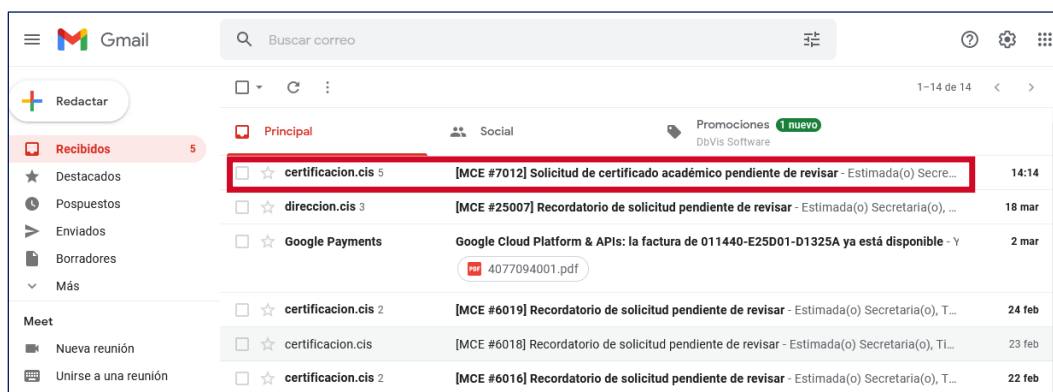 Gmail
Buscar correo
Redactar
1–14 de 14
Principal
Social
Promociones 1 nuevo
DbVis Software
Recibidos 5
Destacados
Pospuestos
Enviados
Borradores
Más
Meet
Nueva reunión
Unirse a una reunión
certificacion.cis 5 [MCE #7012] Solicitud de certificado académico pendiente de revisar - Estimada(o) Secre... 14:14
direccion.cis 3 [MCE #25007] Recordatorio de solicitud pendiente de revisar - Estimada(o) Secretaria(o), ... 18 mar
Google Payments Google Cloud Platform & APIs: la factura de 011440-E25D01-D1325A ya está disponible - 2 mar
PDF 4077094001.pdf
certificacion.cis 2 [MCE #6019] Recordatorio de solicitud pendiente de revisar - Estimada(o) Secretaria(o), T... 24 feb
certificacion.cis [MCE #6018] Recordatorio de solicitud pendiente de revisar - Estimada(o) Secretaria(o), Ti... 23 feb
certificacion.cis 2 [MCE #6016] Recordatorio de solicitud pendiente de revisar - Estimada(o) Secretaria(o), T... 22 feb